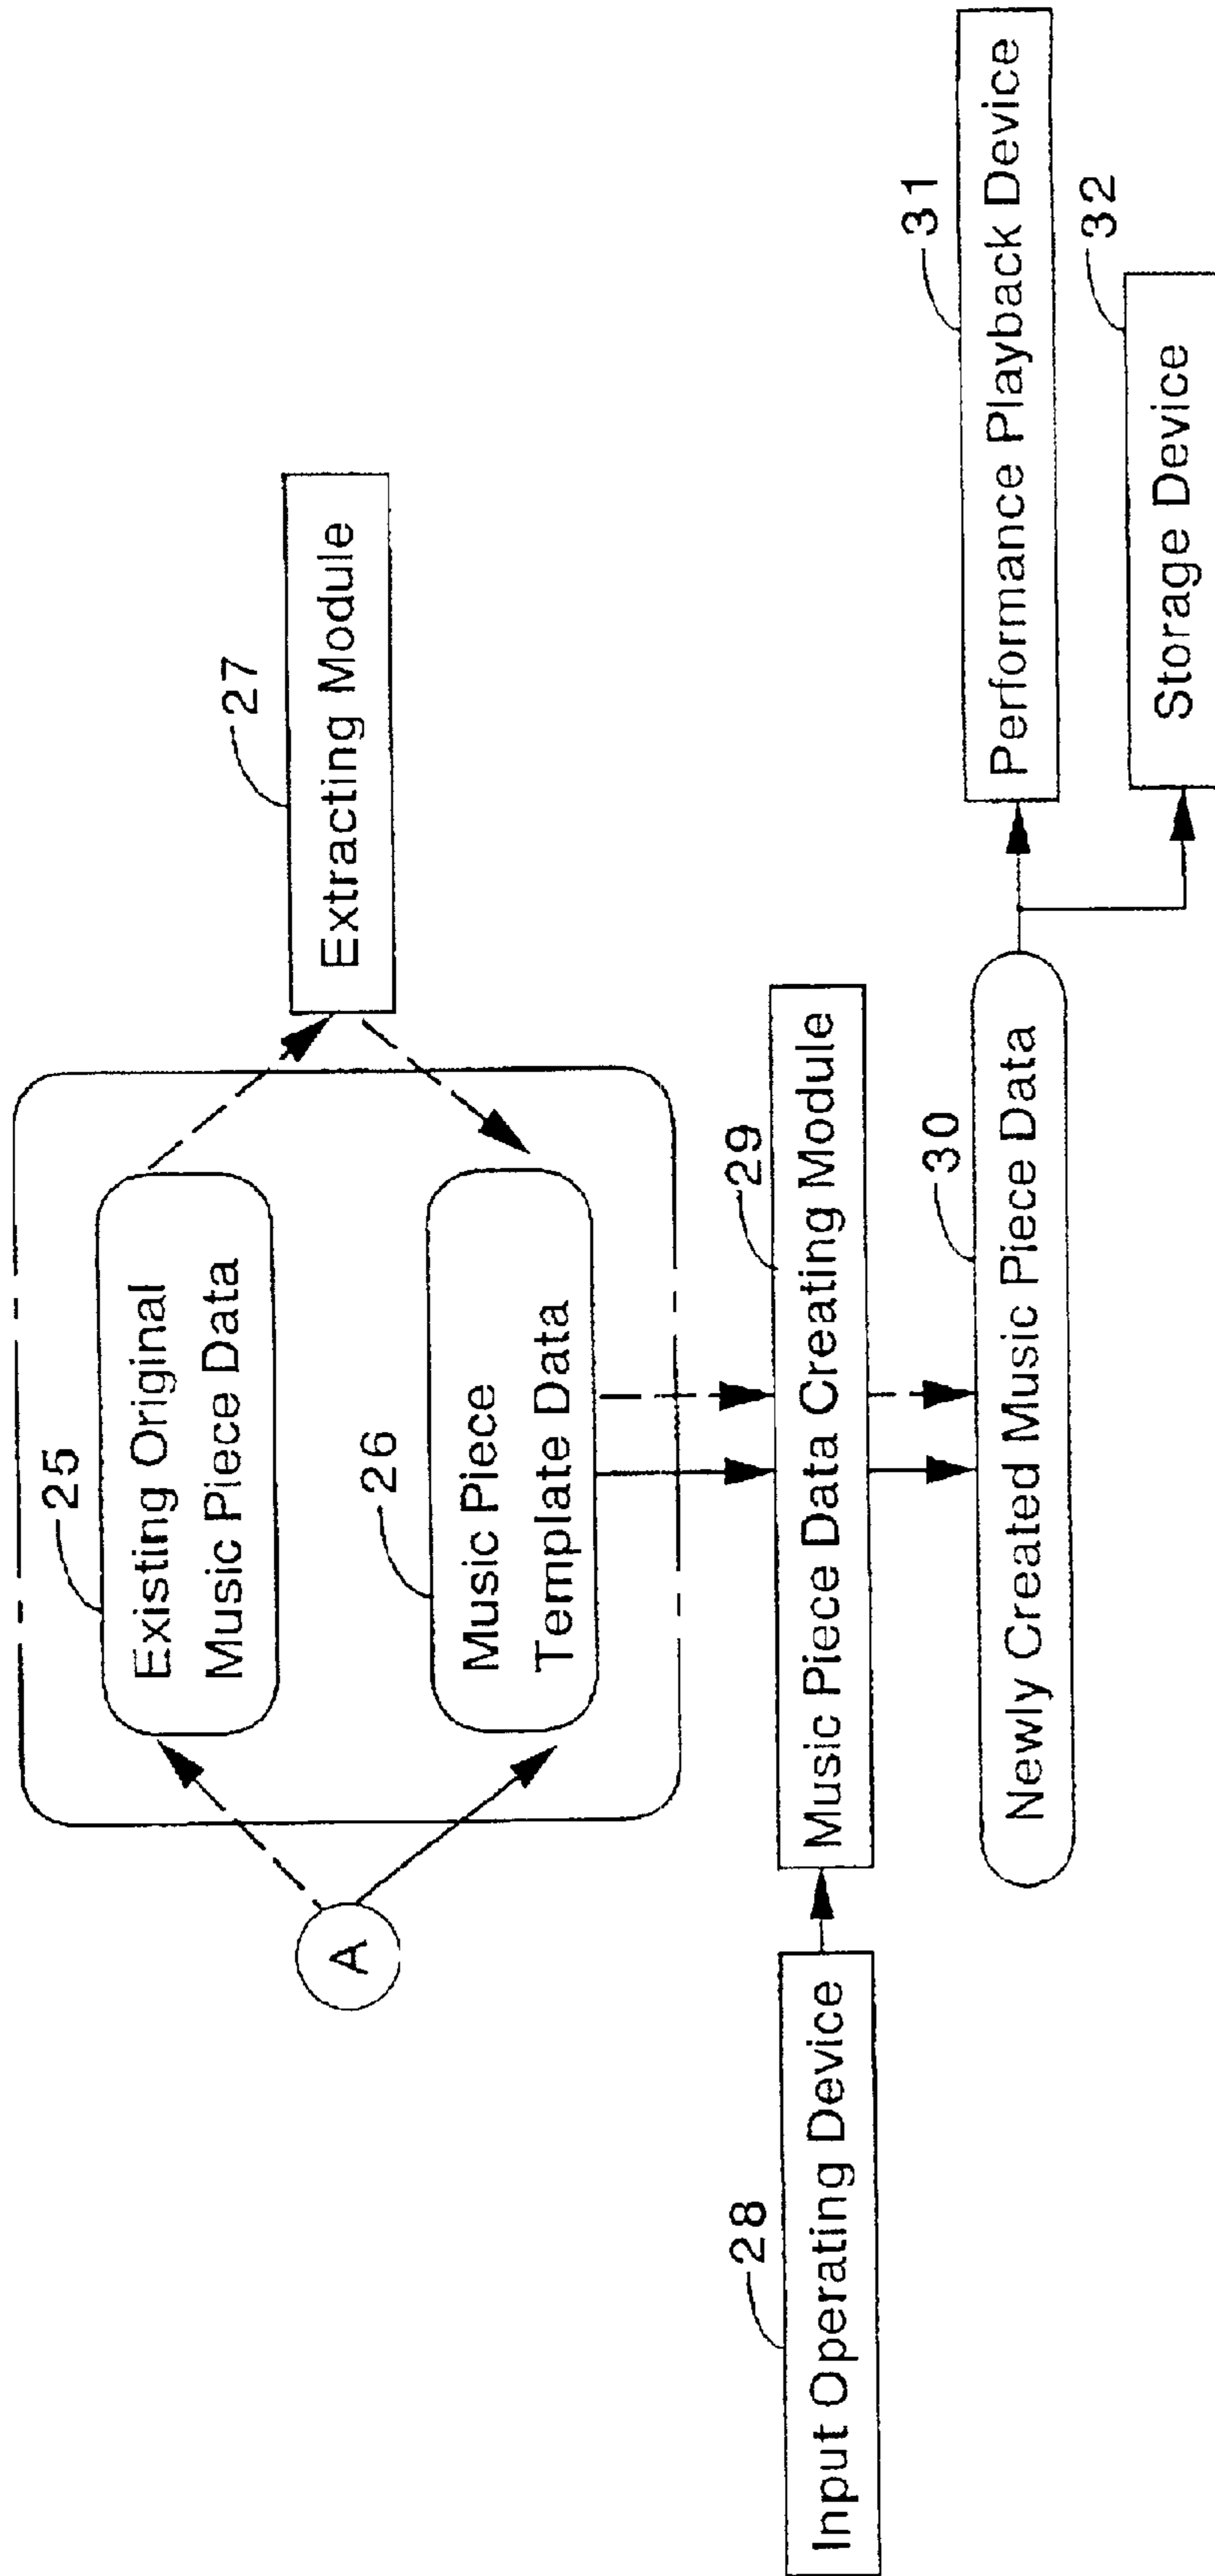 25
Existing Original
Music Piece Data
27
Extracting Module
A
26
Music Piece
Template Data
28
Input Operating Device
29
Music Piece Data Creating Module
30
Newly Created Music Piece Data
31
Performance Playback Device
32
Storage Device